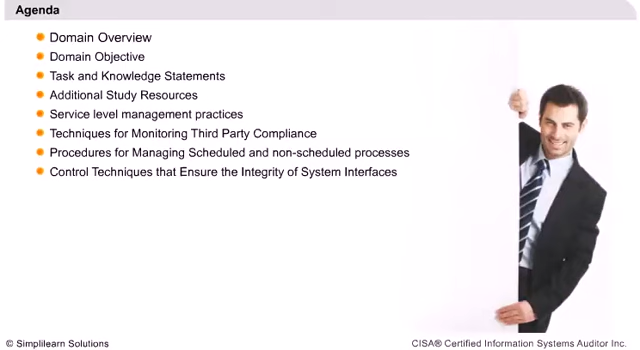 Agenda
Domain Overview
Domain Objective
Task and Knowledge Statements
Additional Study Resources
Service level management practices
Techniques for Monitoring Third Party Compliance
Procedures for Managing Scheduled and non-scheduled processes
Control Techniques that Ensure the Integrity of System Interfaces
© Simplilearn Solutions
CISA® Certified Information Systems Auditor Inc.